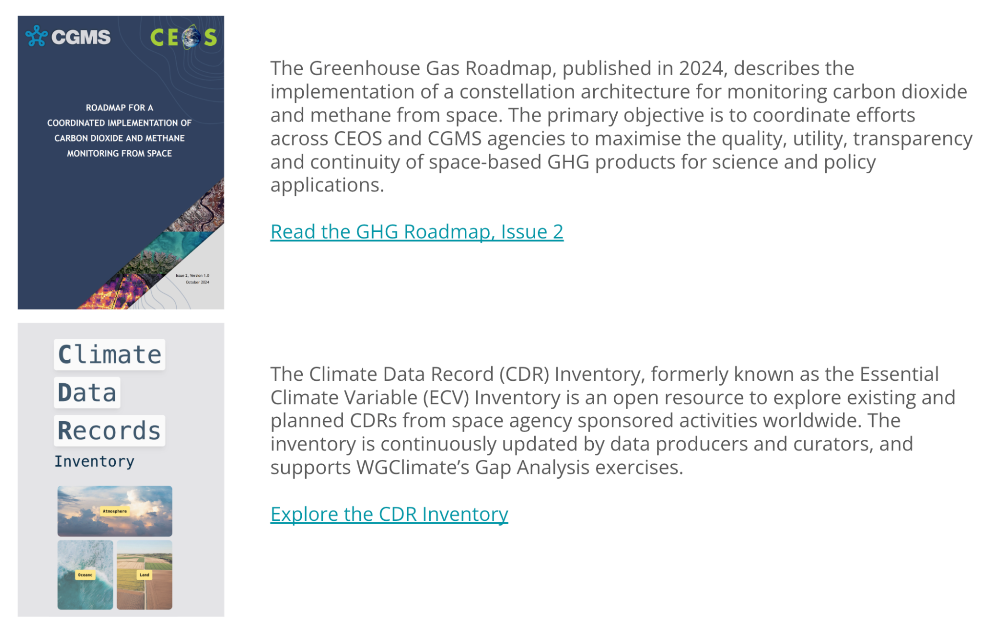 CGMS
CEOS
ROADMAP FOR A
COORDINATED IMPLEMENTATION OF
CARBON DIOXIDE AND METHANE
MONITORING FROM SPACE
Issue 2, Version 1.0
October 2024
The Greenhouse Gas Roadmap, published in 2024, describes the
implementation of a constellation architecture for monitoring carbon dioxide
and methane from space. The primary objective is to coordinate efforts
across CEOS and CGMS agencies to maximise the quality, utility, transparency
and continuity of space-based GHG products for science and policy
applications.
Read the GHG Roadmap, Issue 2
Climate
Data
Records
Inventory
Atmosphere
Oceanc
Land
The Climate Data Record (CDR) Inventory, formerly known as the Essential
Climate Variable (ECV) Inventory is an open resource to explore existing and
planned CDRs from space agency sponsored activities worldwide. The
inventory is continuously updated by data producers and curators, and
supports WGClimate’s Gap Analysis exercises.
Explore the CDR Inventory